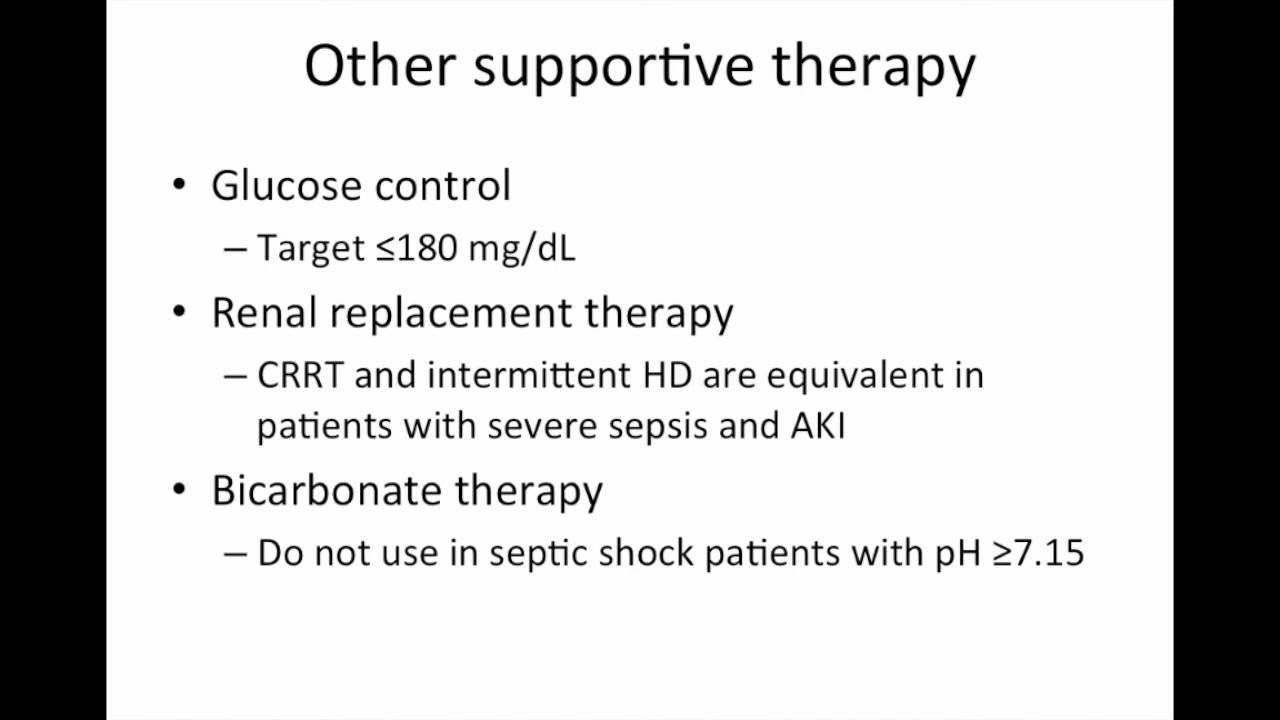 Other supportive therapy
• Glucose control
– Target ≤180 mg/dL
• Renal replacement therapy
– CRRT and intermittent HD are equivalent in
patients with severe sepsis and AKI
• Bicarbonate therapy
– Do not use in septic shock patients with pH ≥7.15